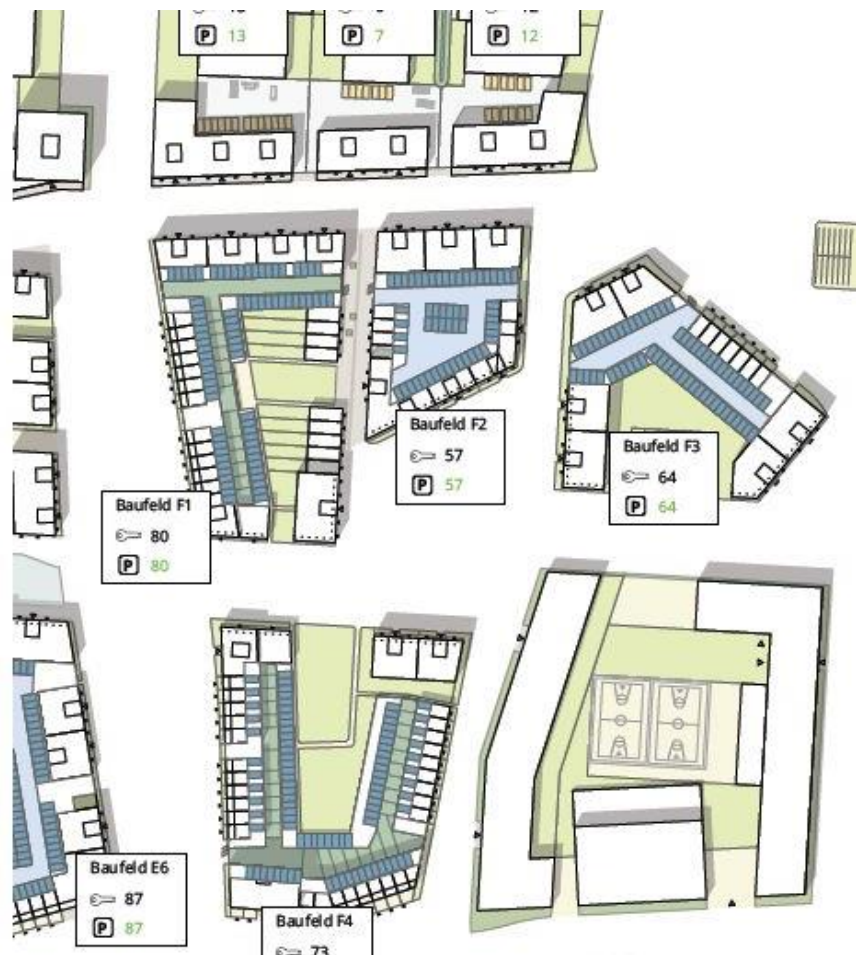 P 13
P 7
P 12
Baufeld F2
57
P 57
Baufeld F3
64
P 64
Baufeld F1
80
P 80
Baufeld E6
87
P 87
Baufeld F4
73